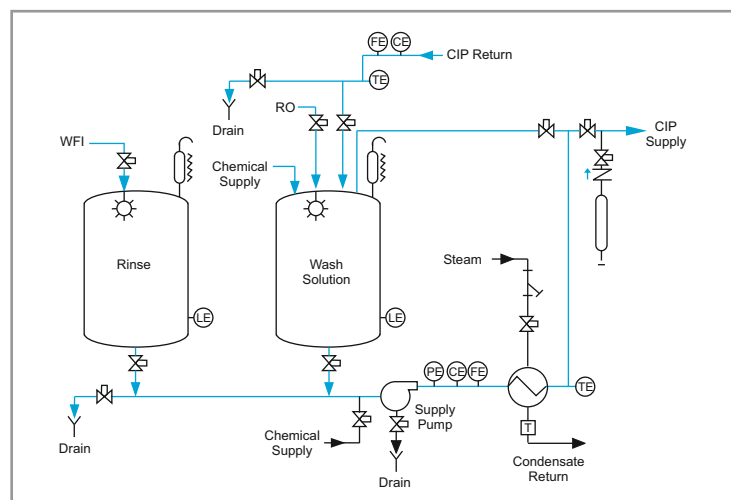 FE
CE
CIP Return
TE
Drain
RO
WFI
CIP
Supply
Chemical
Supply
Steam
Rinse
Wash
Solution
LE
LE
PE
CE
FE
TE
Supply
Pump
T
Drain
Chemical
Supply
Condensate
Return
Drain